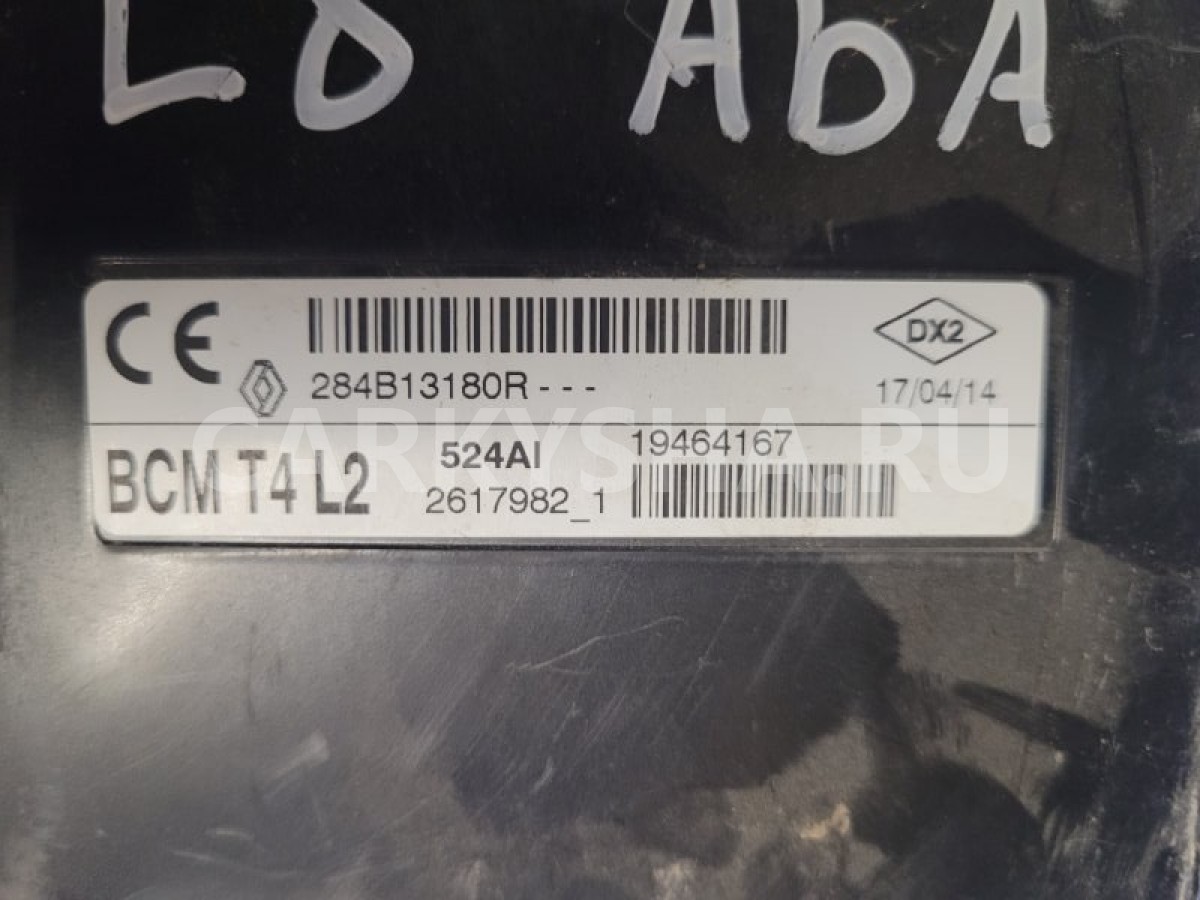 L8 AbA
CE
284B13180R - - -
DX2
17/04/14
BCM T4 L2
524AI
2617982_1
19464167
CARKYSHA.RU